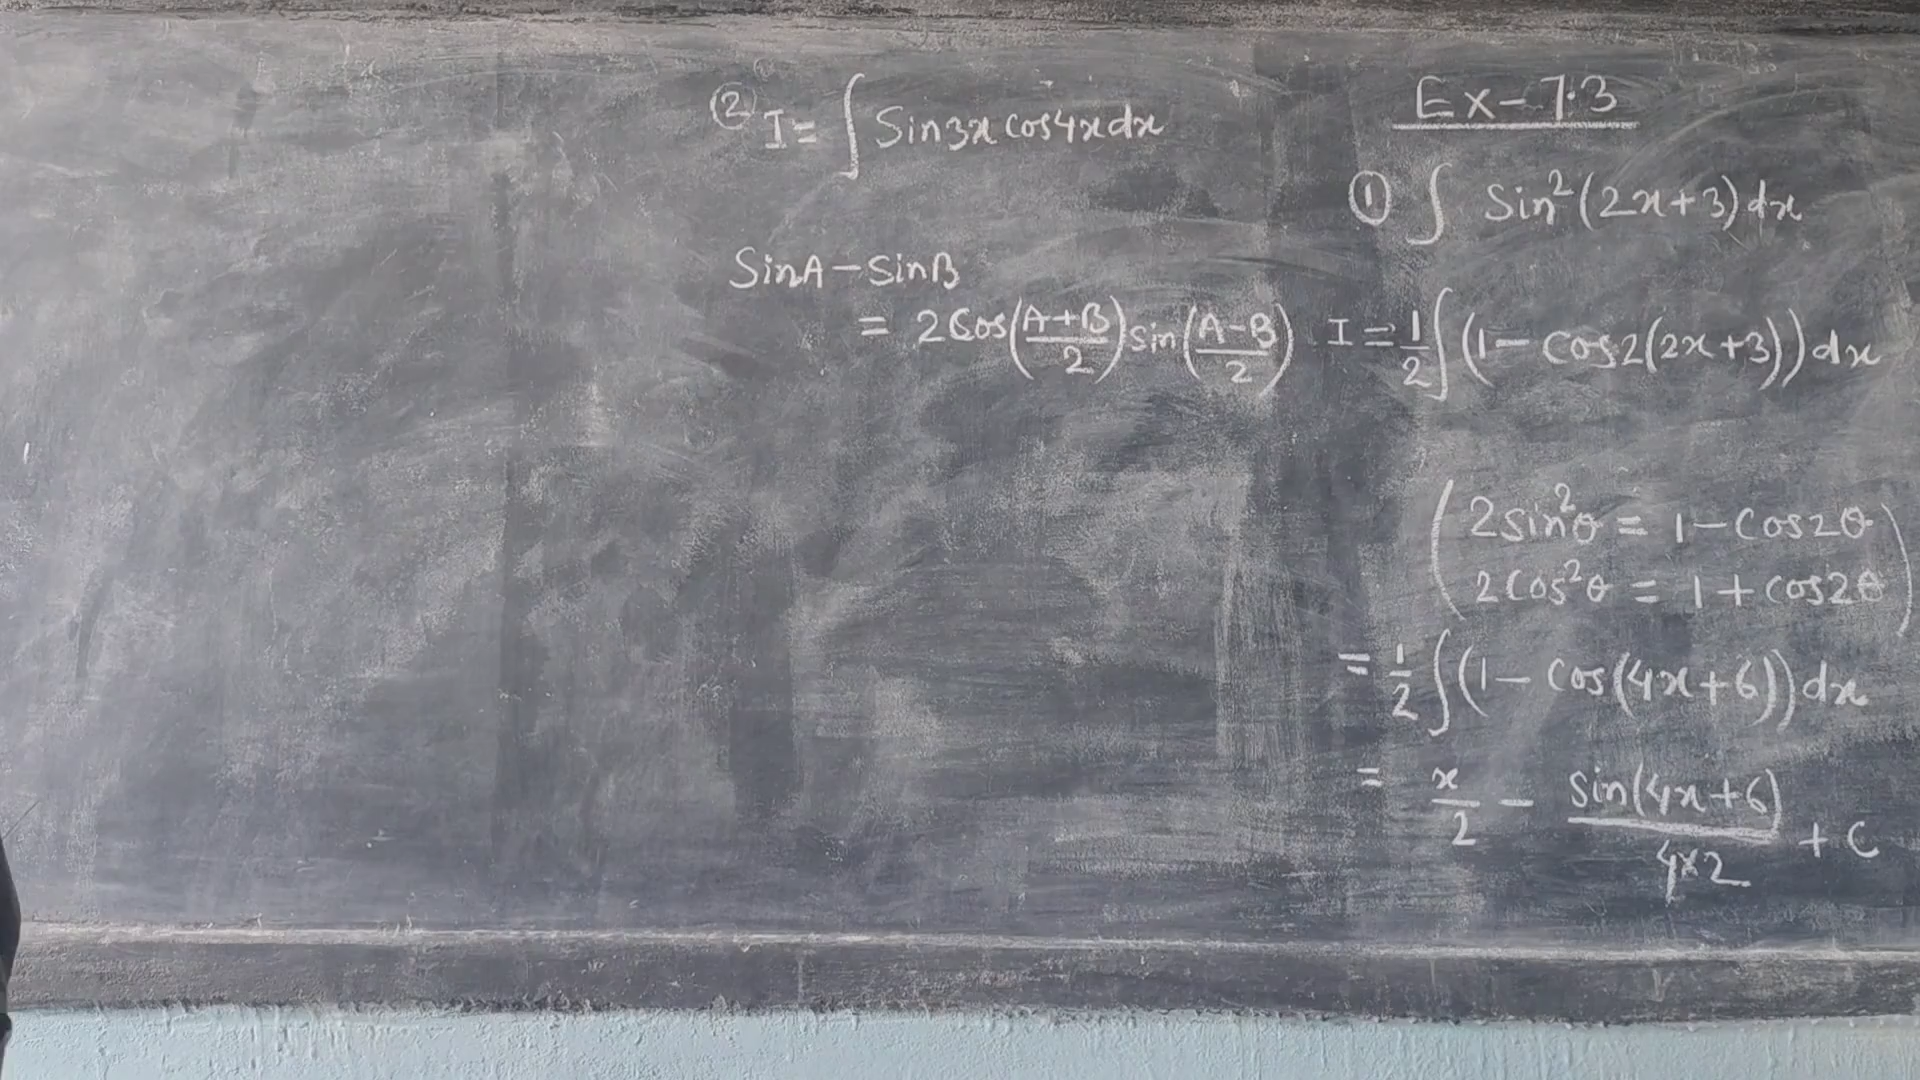 Ex-7.3
① ∫ Sin²(2x+3)dx
I = 1/2 ∫(1- cos2(2x+3))dx
(2sin²θ = 1-cos2θ
2cos²θ = 1+cos2θ)
= 1/2 ∫(1- cos(4x+6))dx
= x/2 - sin(4x+6)/4×2 + C
② I= ∫ Sin3x cos4x dx
SinA-SinB
= 2Cos(A+B/2)sin(A-B/2)